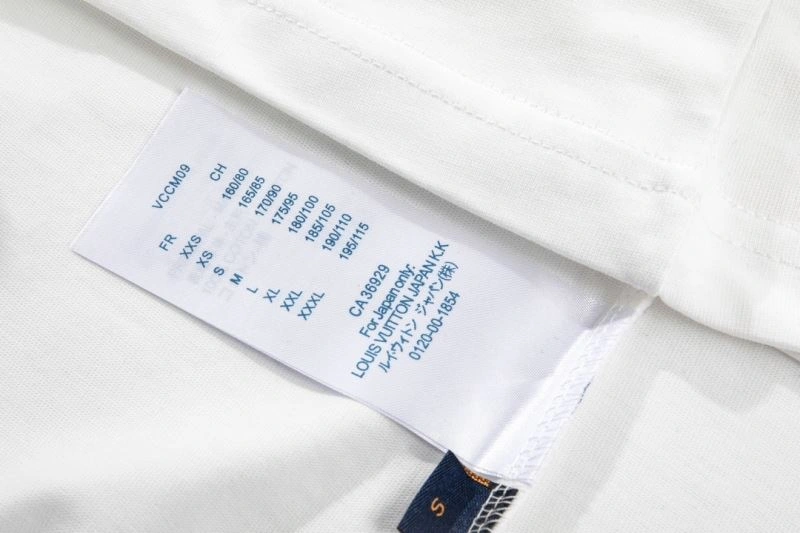 VCCM09
FR CH
XXS 160/80
XS 165/85
S 170/90
M 175/95
L 180/100
XL 185/105
XXL 190/110
XXXL 195/115
CA 36929
For Japan only:
LOUIS VUITTON JAPAN K.K
ルイ・ヴィトン ジャパン(株)
0120-00-1854
S